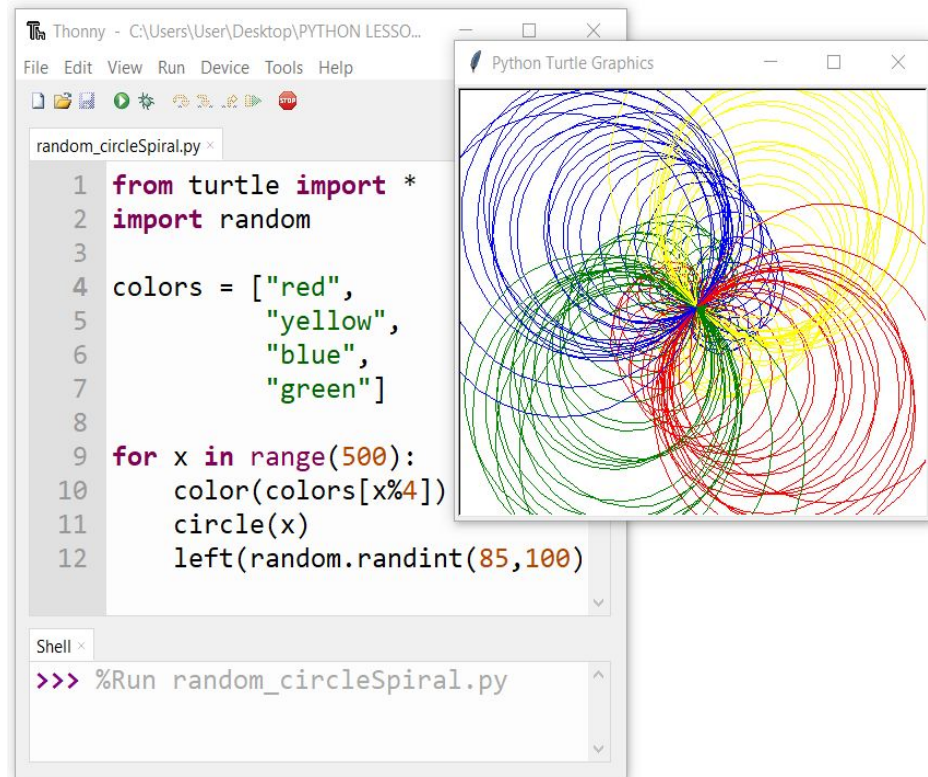 Thonny - C:\Users\User\Desktop\PYTHON LESSO...
File Edit View Run Device Tools Help
STOP
random_circleSpiral.py ×
1 from turtle import *
2 import random
3
4 colors = ["red",
5 "yellow",
6 "blue",
7 "green"]
8
9 for x in range(500):
10 color(colors[x%4])
11 circle(x)
12 left(random.randint(85,100)
Shell ×
>>> %Run random_circleSpiral.py
Python Turtle Graphics